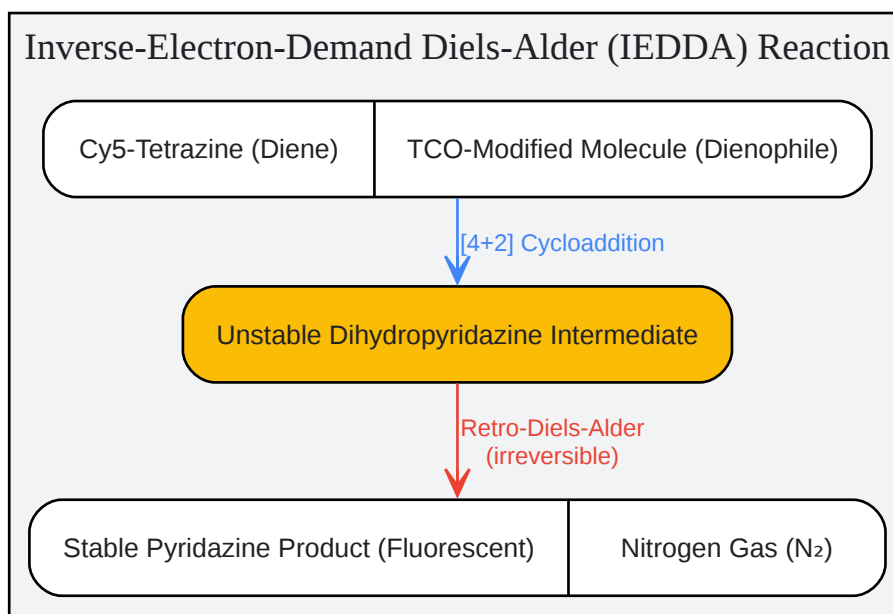 Inverse-Electron-Demand Diels-Alder (IEDDA) Reaction
Cy5-Tetrazine (Diene)
TCO-Modified Molecule (Dienophile)
[4+2] Cycloaddition
Unstable Dihydropyridazine Intermediate
Retro-Diels-Alder
(irreversible)
Stable Pyridazine Product (Fluorescent)
Nitrogen Gas (N₂)